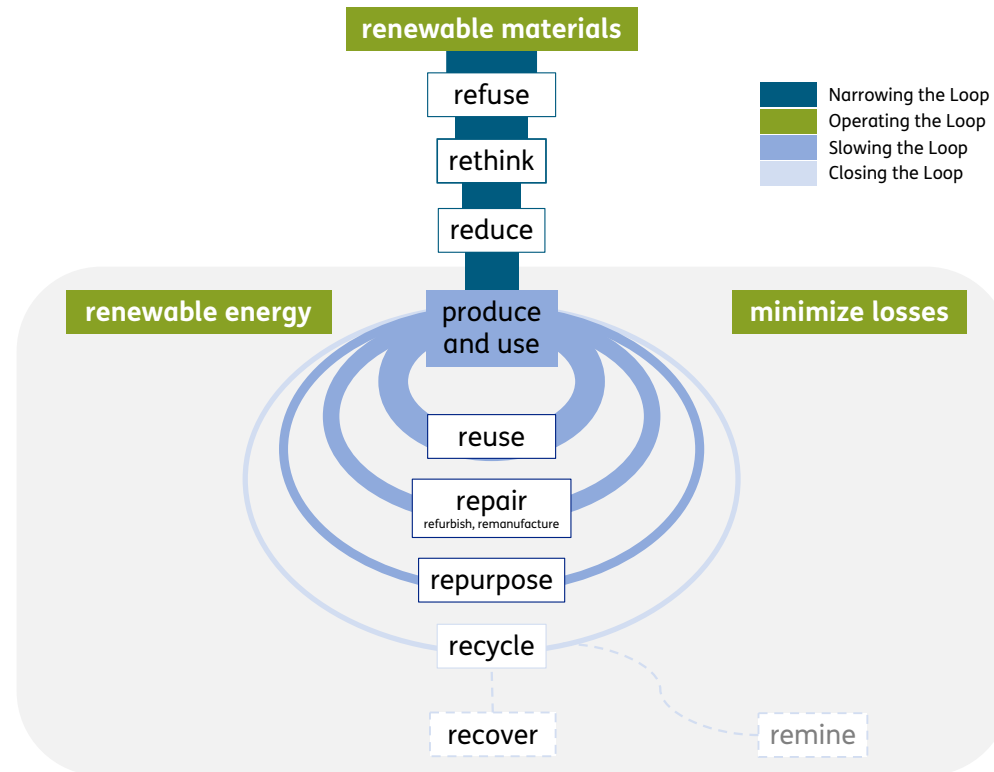 renewable materials
refuse
rethink
reduce
Narrowing the Loop
Operating the Loop
Slowing the Loop
Closing the Loop
renewable energy
produce
and use
minimize losses
reuse
repair
refurbish, remanufacture
repurpose
recycle
recover
remine